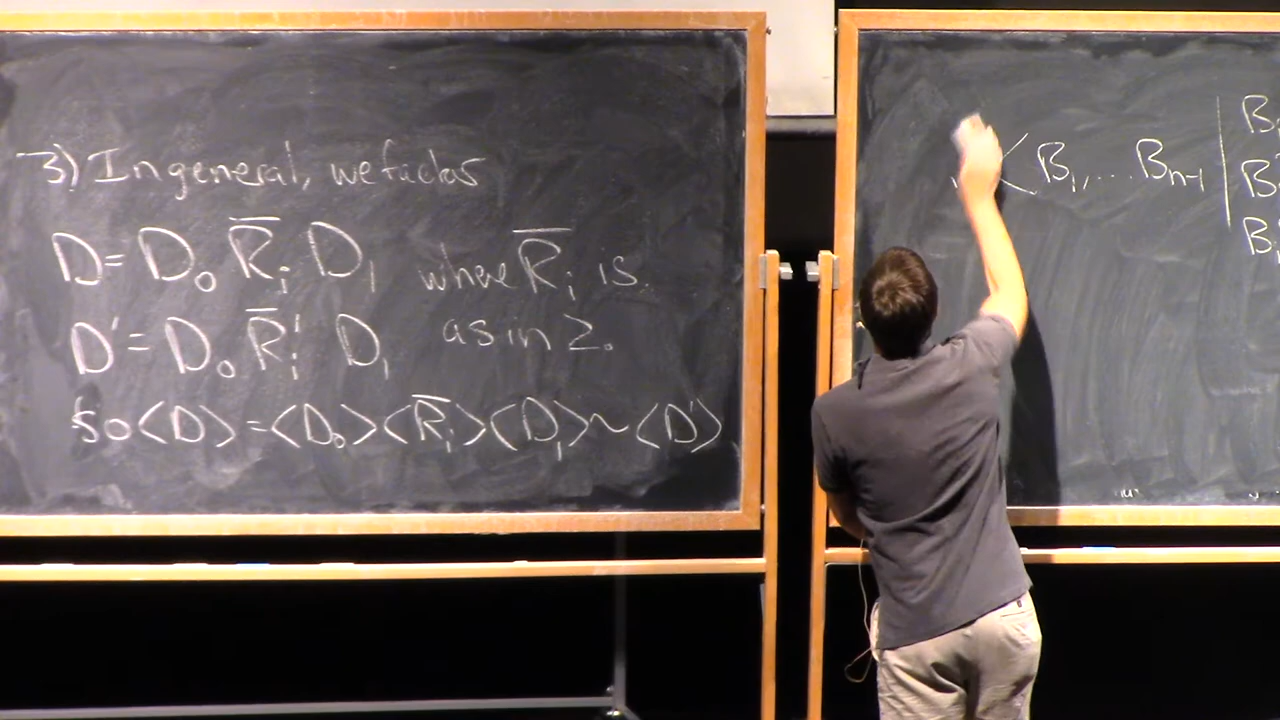 3) In general, we factor
D = D₀ R̅ᵢ D₁ where R̅ᵢ is
D' = D₀ R̅ᵢ' D₁ as in 2.
so <D> = <D₀> <R̅ᵢ> <D₁> ~ <D'>
< B₁, ... Bₙ₋₁ |
B
B
B